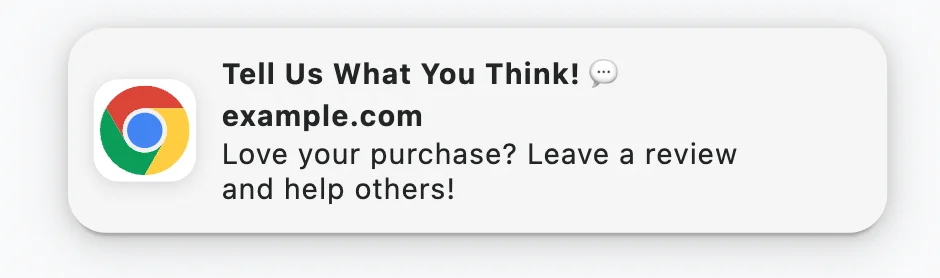 Tell Us What You Think! 💬
example.com
Love your purchase? Leave a review
and help others!